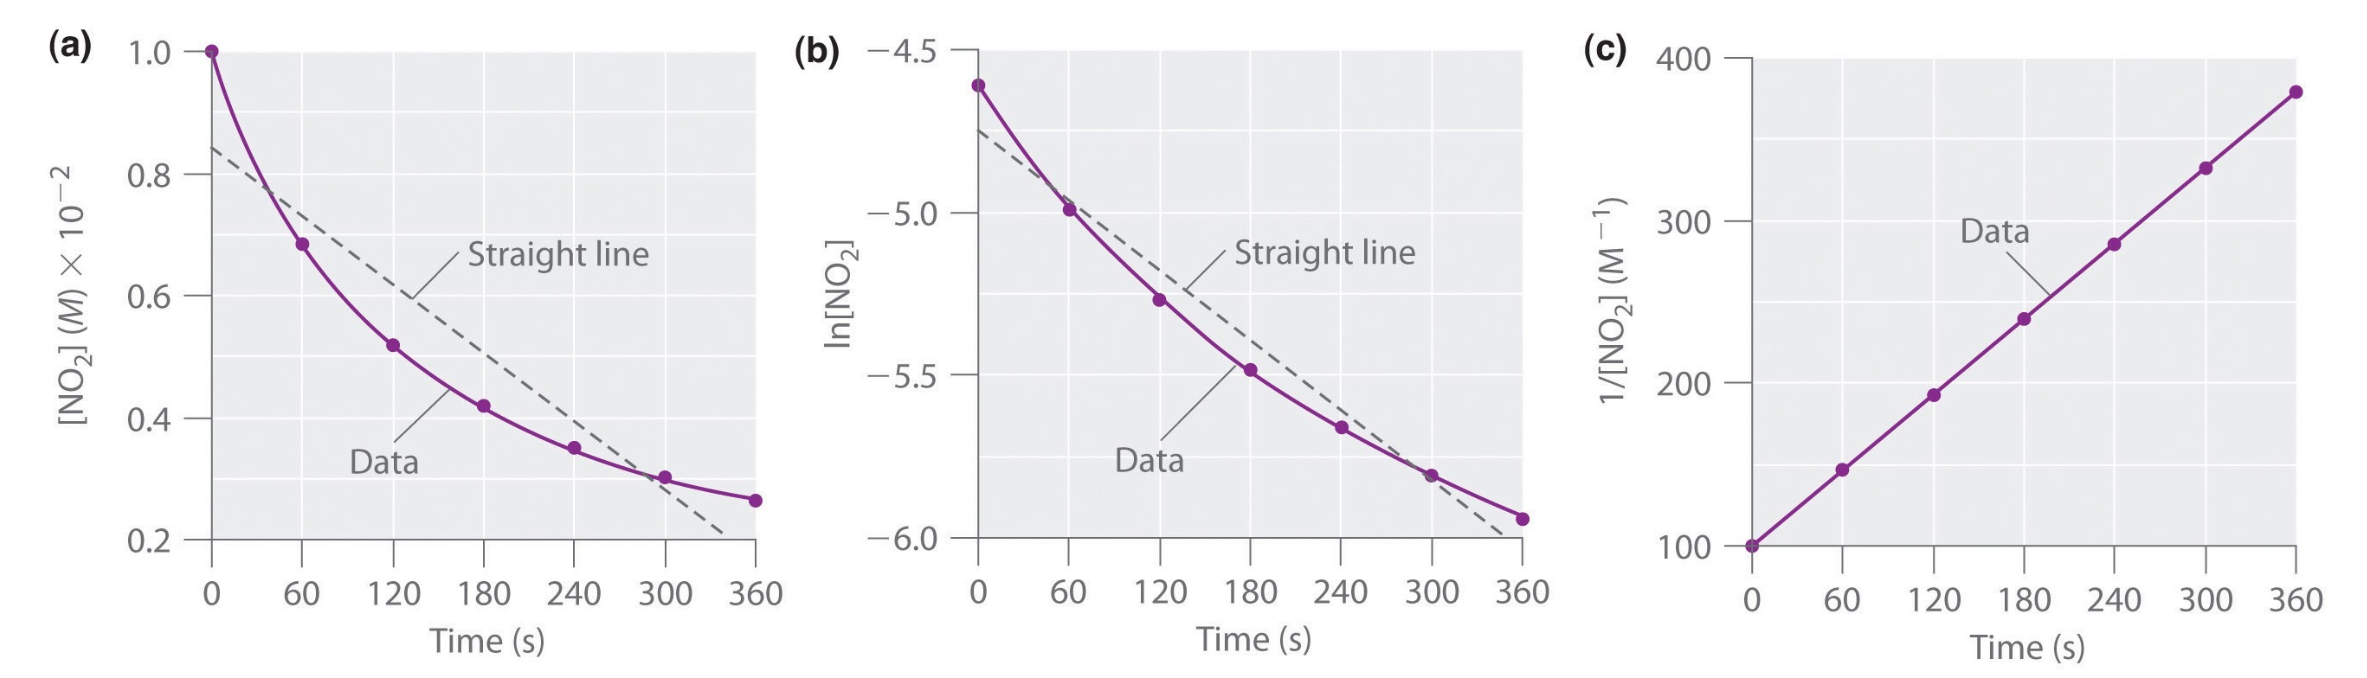 (a)
1.0
0.8
0.6
0.4
0.2
[NO₂] (M) × 10⁻²
Straight line
Data
0 60 120 180 240 300 360
Time (s)
(b)
−4.5
−5.0
−5.5
−6.0
ln[NO₂]
Straight line
Data
0 60 120 180 240 300 360
Time (s)
(c)
400
300
200
100
1/[NO₂] (M⁻¹)
Data
0 60 120 180 240 300 360
Time (s)